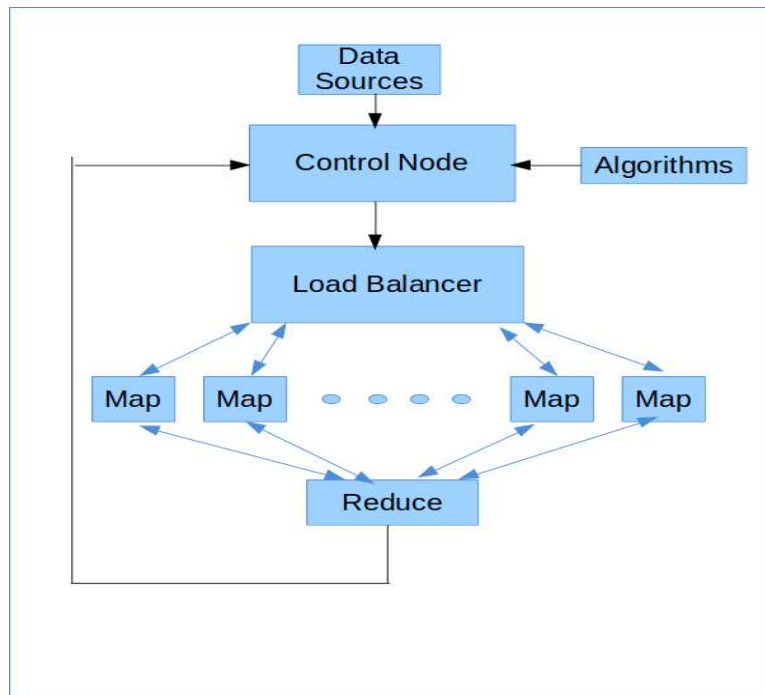 Data
Sources
Control Node
Algorithms
Load Balancer
Map
Map
Map
Map
Reduce